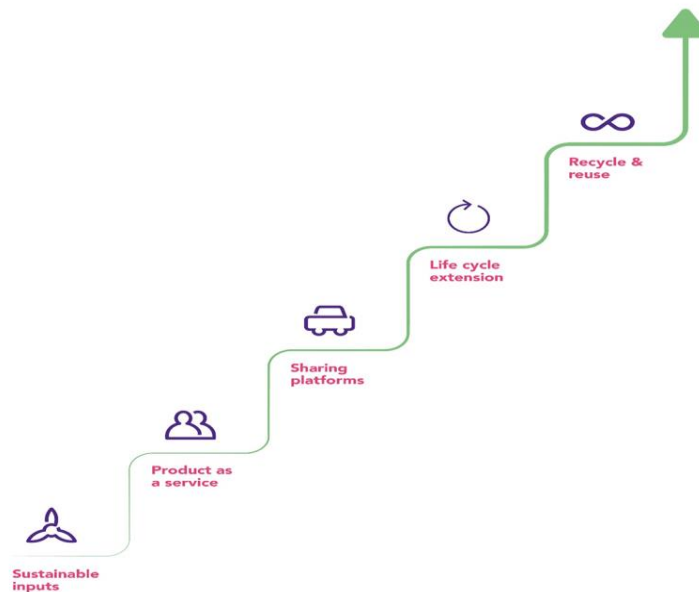 Recycle &
reuse
Life cycle
extension
Sharing
platforms
Product as
a service
Sustainable
inputs